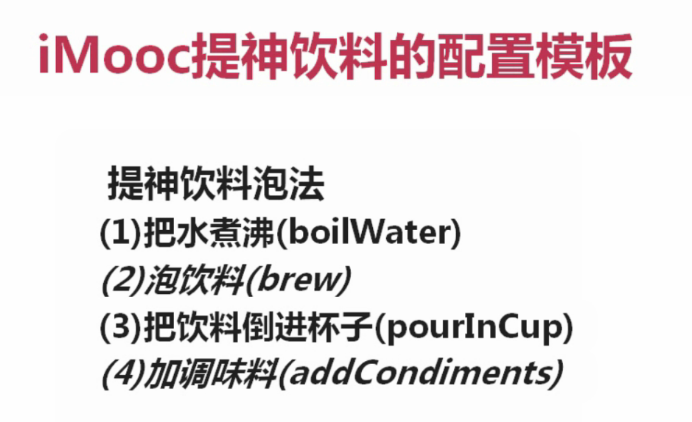 iMooc提神饮料的配置模板
提神饮料泡法
(1)把水煮沸(boilWater)
(2)泡饮料(brew)
(3)把饮料倒进杯子(pourInCup)
(4)加调味料(addCondiments)